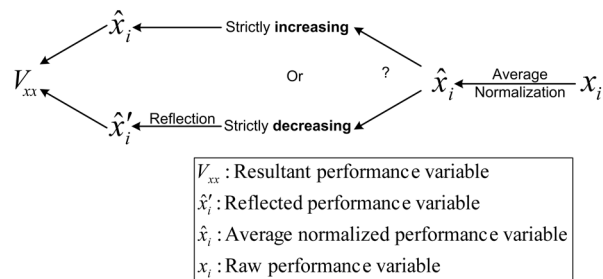 x̂ᵢ
Strictly increasing
Vₓₓ
Or
?
x̂ᵢ
Average
Normalization
xᵢ
x̂′ᵢ
Reflection
Strictly decreasing
Vₓₓ : Resultant performance variable
x̂′ᵢ : Reflected performance variable
x̂ᵢ : Average normalized performance variable
xᵢ : Raw performance variable